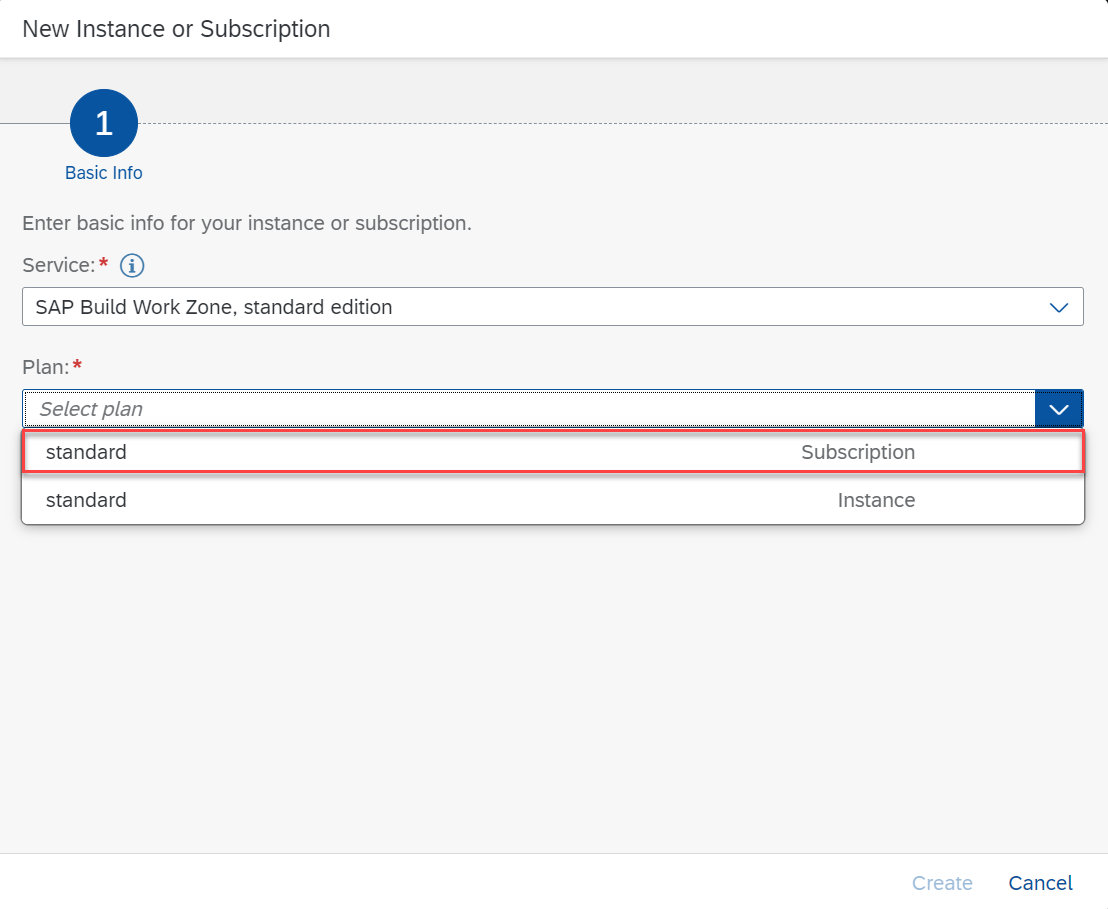 New Instance or Subscription
1
Basic Info
Enter basic info for your instance or subscription.
Service:*
SAP Build Work Zone, standard edition
Plan:*
Select plan
standard Subscription
standard Instance
Create Cancel